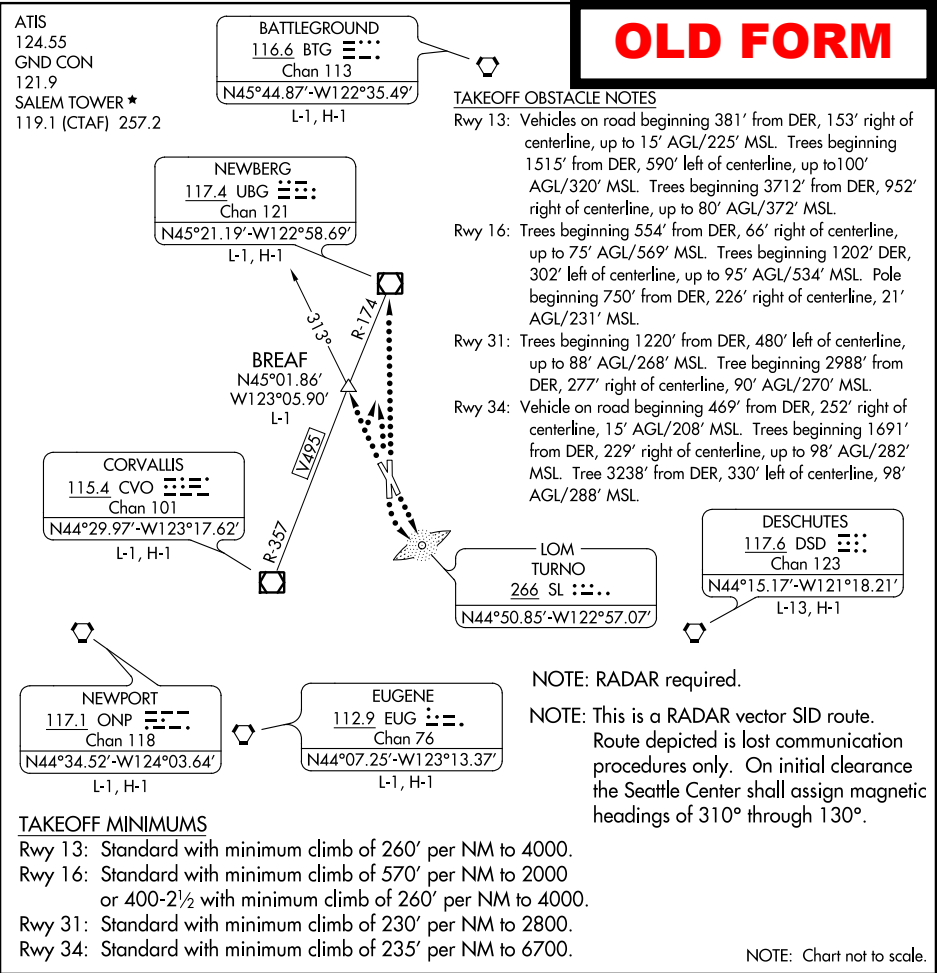 ATIS
124.55
GND CON
121.9
SALEM TOWER ★
119.1 (CTAF) 257.2
BATTLEGROUND
116.6 BTG
Chan 113
N45°44.87′-W122°35.49′
L-1, H-1
OLD FORM
TAKEOFF OBSTACLE NOTES
Rwy 13: Vehicles on road beginning 381′ from DER, 153′ right of
centerline, up to 15′ AGL/225′ MSL. Trees beginning
1515′ from DER, 590′ left of centerline, up to100′
AGL/320′ MSL. Trees beginning 3712′ from DER, 952′
right of centerline, up to 80′ AGL/372′ MSL.
Rwy 16: Trees beginning 554′ from DER, 66′ right of centerline,
up to 75′ AGL/569′ MSL. Trees beginning 1202′ DER,
302′ left of centerline, up to 95′ AGL/534′ MSL. Pole
beginning 750′ from DER, 226′ right of centerline, 21′
AGL/231′ MSL.
Rwy 31: Trees beginning 1220′ from DER, 480′ left of centerline,
up to 88′ AGL/268′ MSL. Tree beginning 2988′ from
DER, 277′ right of centerline, 90′ AGL/270′ MSL.
Rwy 34: Vehicle on road beginning 469′ from DER, 252′ right of
centerline, 15′ AGL/208′ MSL. Trees beginning 1691′
from DER, 229′ right of centerline, up to 98′ AGL/282′
MSL. Tree 3238′ from DER, 330′ left of centerline, 98′
AGL/288′ MSL.
NEWBERG
117.4 UBG
Chan 121
N45°21.19′-W122°58.69′
L-1, H-1
313°
R-174
BREAF
N45°01.86′
W123°05.90′
L-1
V495
R-357
CORVALLIS
115.4 CVO
Chan 101
N44°29.97′-W123°17.62′
L-1, H-1
LOM
TURNO
266 SL
N44°50.85′-W122°57.07′
DESCHUTES
117.6 DSD
Chan 123
N44°15.17′-W121°18.21′
L-13, H-1
NEWPORT
117.1 ONP
Chan 118
N44°34.52′-W124°03.64′
L-1, H-1
EUGENE
112.9 EUG
Chan 76
N44°07.25′-W123°13.37′
L-1, H-1
NOTE: RADAR required.
NOTE: This is a RADAR vector SID route.
Route depicted is lost communication
procedures only. On initial clearance
the Seattle Center shall assign magnetic
headings of 310° through 130°.
TAKEOFF MINIMUMS
Rwy 13: Standard with minimum climb of 260′ per NM to 4000.
Rwy 16: Standard with minimum climb of 570′ per NM to 2000
or 400-2½ with minimum climb of 260′ per NM to 4000.
Rwy 31: Standard with minimum climb of 230′ per NM to 2800.
Rwy 34: Standard with minimum climb of 235′ per NM to 6700.
NOTE: Chart not to scale.